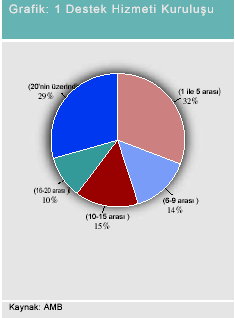 Grafik: 1 Destek Hizmeti Kuruluşu
(20'nin üzerinde
29%
(1 ile 5 arası)
32%
(6-9 arası )
14%
(10-15 arası )
15%
(16-20 arası )
10%
Kaynak: AMB